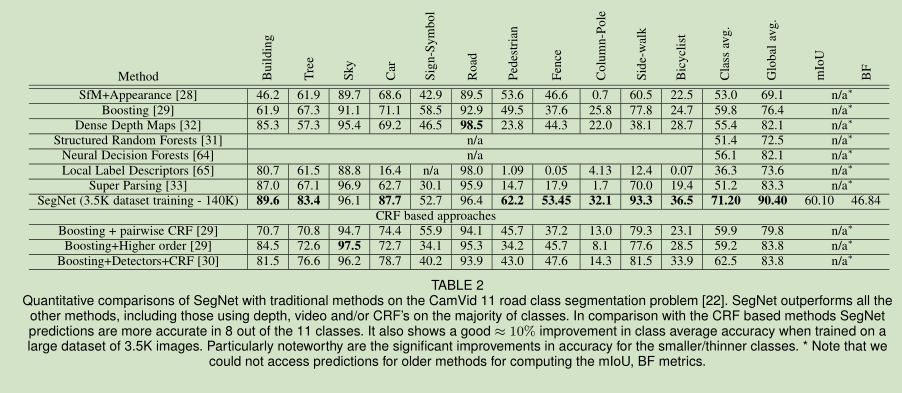 Method Building Tree Sky Car Sign-Symbol Road Pedestrian Fence Column-Pole Side-walk Bicyclist Class avg. Global avg. mIoU BF
SfM+Appearance [28] 46.2 61.9 89.7 68.6 42.9 89.5 53.6 46.6 0.7 60.5 22.5 53.0 69.1 n/a*
Boosting [29] 61.9 67.3 91.1 71.1 58.5 92.9 49.5 37.6 25.8 77.8 24.7 59.8 76.4 n/a*
Dense Depth Maps [32] 85.3 57.3 95.4 69.2 46.5 98.5 23.8 44.3 22.0 38.1 28.7 55.4 82.1 n/a*
Structured Random Forests [31] n/a 51.4 72.5 n/a*
Neural Decision Forests [64] n/a 56.1 82.1 n/a*
Local Label Descriptors [65] 80.7 61.5 88.8 16.4 n/a 98.0 1.09 0.05 4.13 12.4 0.07 36.3 73.6 n/a*
Super Parsing [33] 87.0 67.1 96.9 62.7 30.1 95.9 14.7 17.9 1.7 70.0 19.4 51.2 83.3 n/a*
SegNet (3.5K dataset training - 140K) 89.6 83.4 96.1 87.7 52.7 96.4 62.2 53.45 32.1 93.3 36.5 71.20 90.40 60.10 46.84
CRF based approaches
Boosting + pairwise CRF [29] 70.7 70.8 94.7 74.4 55.9 94.1 45.7 37.2 13.0 79.3 23.1 59.9 79.8 n/a*
Boosting+Higher order [29] 84.5 72.6 97.5 72.7 34.1 95.3 34.2 45.7 8.1 77.6 28.5 59.2 83.8 n/a*
Boosting+Detectors+CRF [30] 81.5 76.6 96.2 78.7 40.2 93.9 43.0 47.6 14.3 81.5 33.9 62.5 83.8 n/a*
TABLE 2
Quantitative comparisons of SegNet with traditional methods on the CamVid 11 road class segmentation problem [22]. SegNet outperforms all the
other methods, including those using depth, video and/or CRF's on the majority of classes. In comparison with the CRF based methods SegNet
predictions are more accurate in 8 out of the 11 classes. It also shows a good ≈ 10% improvement in class average accuracy when trained on a
large dataset of 3.5K images. Particularly noteworthy are the significant improvements in accuracy for the smaller/thinner classes. * Note that we
could not access predictions for older methods for computing the mIoU, BF metrics.